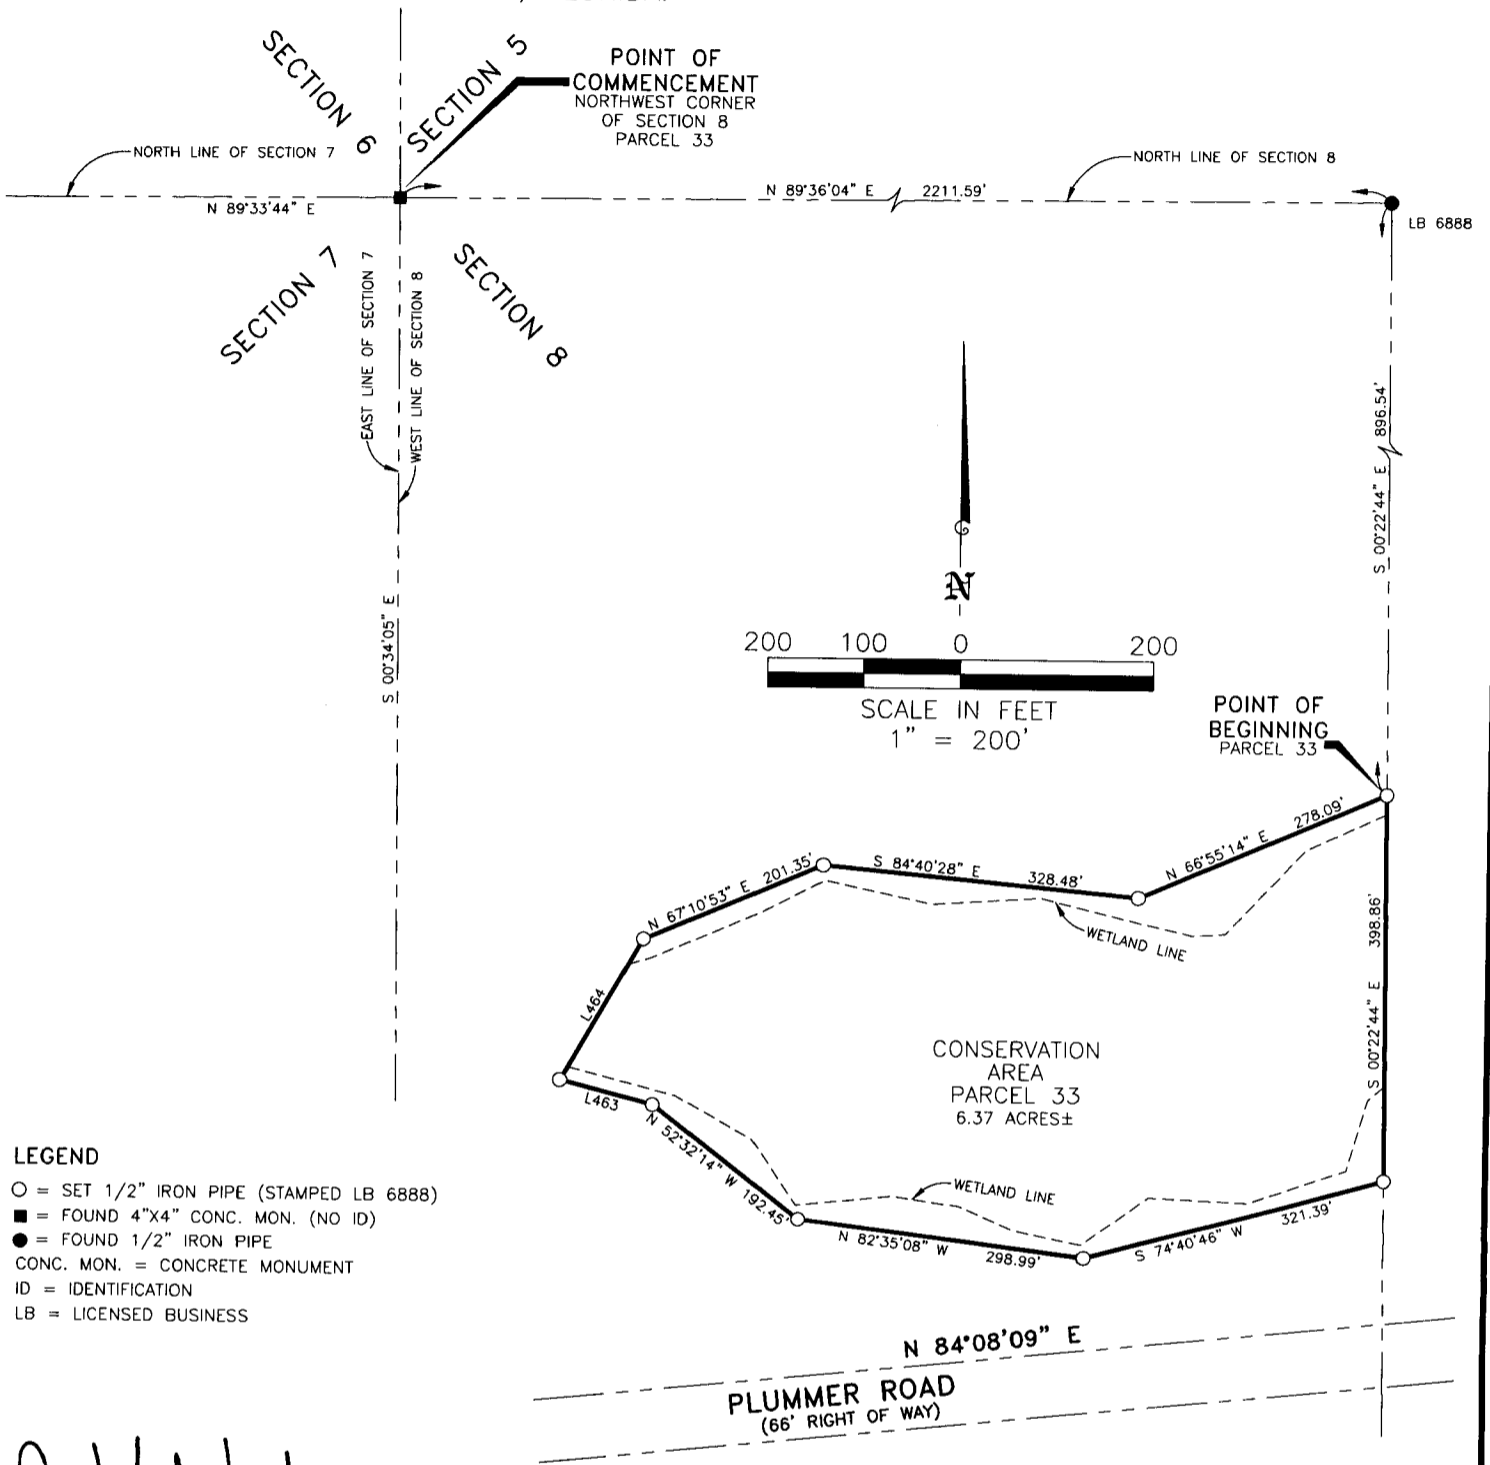 SECTION 6
SECTION 5
POINT OF
COMMENCEMENT
NORTHWEST CORNER
OF SECTION 8
PARCEL 33
NORTH LINE OF SECTION 7
NORTH LINE OF SECTION 8
N 89°33'44" E
N 89°36'04" E 2211.59'
LB 6888
SECTION 7
SECTION 8
EAST LINE OF SECTION 7
WEST LINE OF SECTION 8
S 00°34'05" E
S 00°22'44" E 896.54'
N
200 100 0 200
SCALE IN FEET
1" = 200'
POINT OF
BEGINNING
PARCEL 33
N 67°10'53" E 201.35'
S 84°40'28" E 328.48'
N 66°55'14" E 278.09'
WETLAND LINE
S 00°22'44" E 398.86'
L464
L463
CONSERVATION
AREA
PARCEL 33
6.37 ACRES±
N 52°32'14" W 192.45'
WETLAND LINE
N 82°35'08" W 298.99'
S 74°40'46" W 321.39'
LEGEND
= SET 1/2" IRON PIPE (STAMPED LB 6888)
= FOUND 4"X4" CONC. MON. (NO ID)
= FOUND 1/2" IRON PIPE
CONC. MON. = CONCRETE MONUMENT
ID = IDENTIFICATION
LB = LICENSED BUSINESS
N 84°08'09" E
PLUMMER ROAD
(66' RIGHT OF WAY)